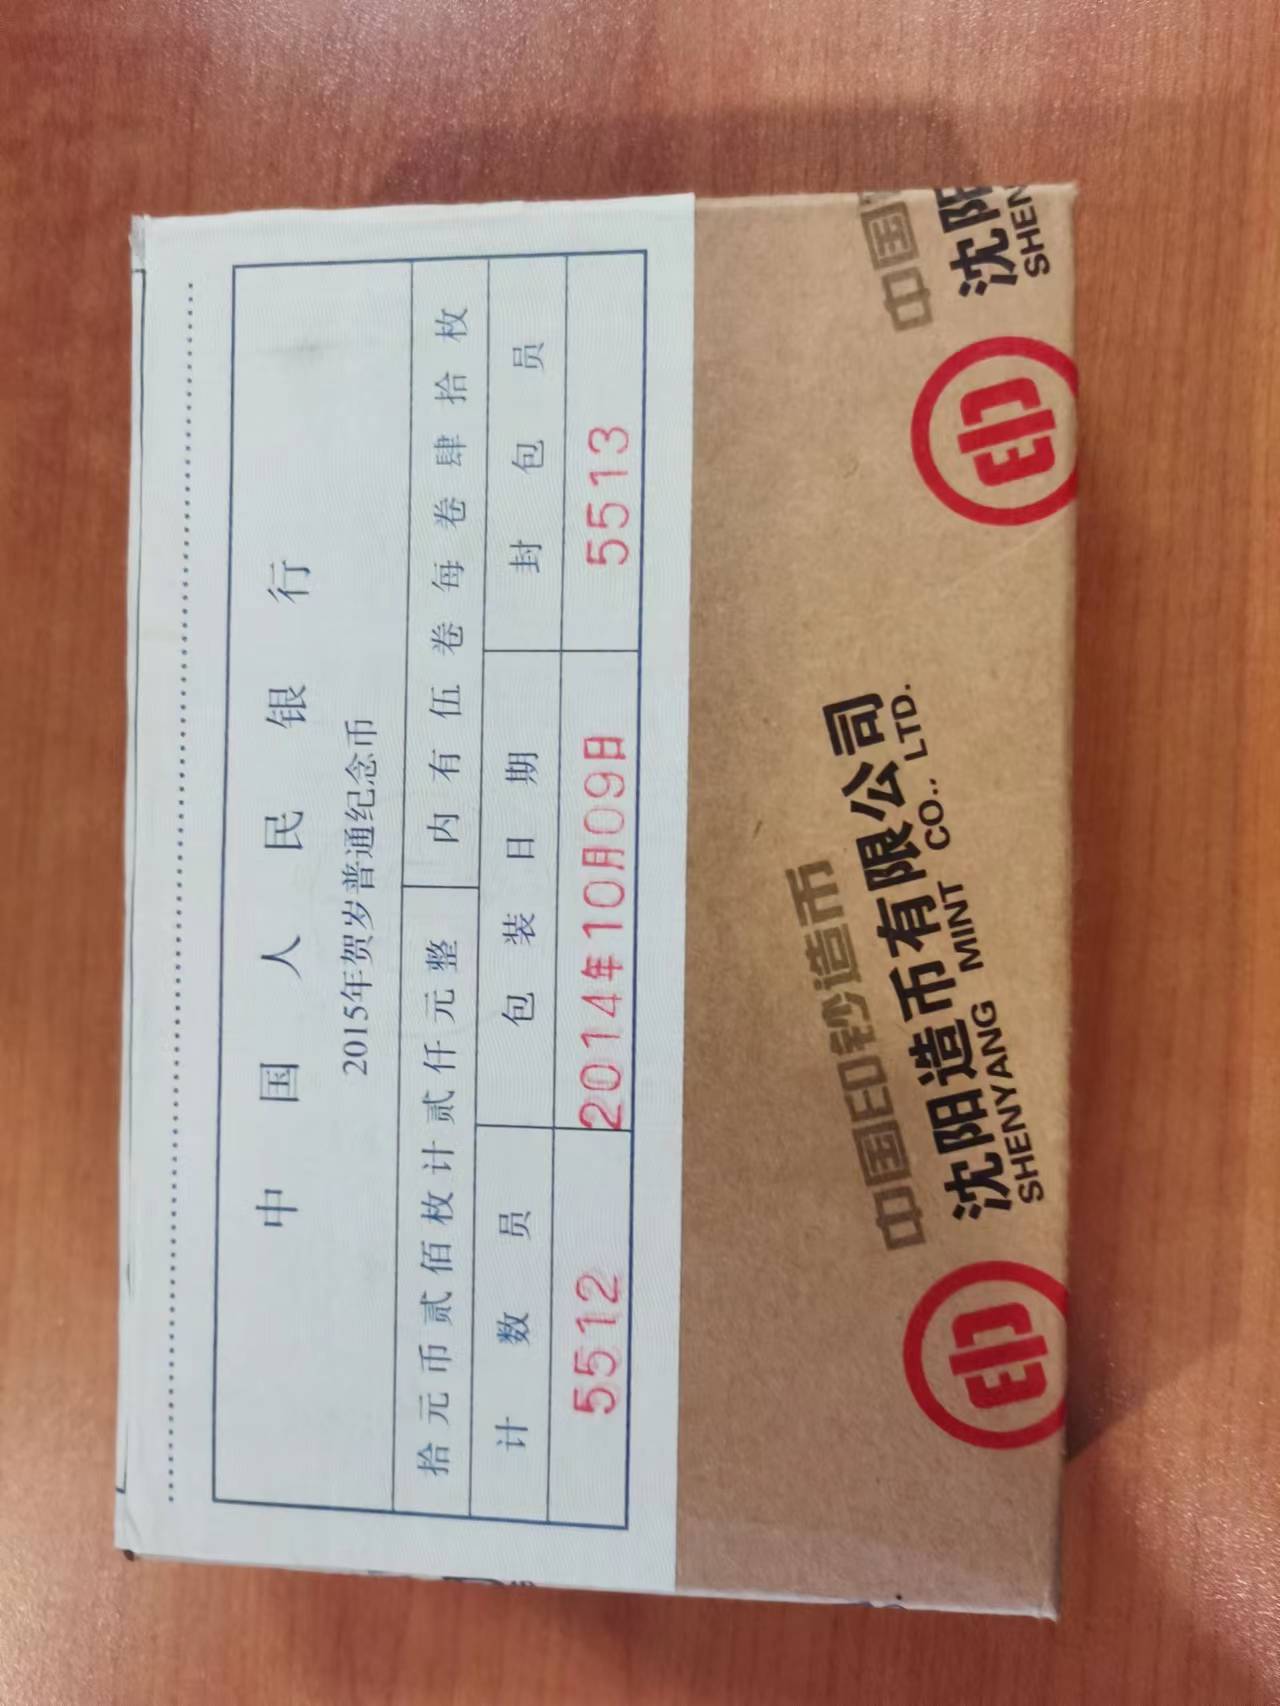 中国人民银行
2015年贺岁普通纪念币
拾元币贰佰枚计贰仟元整 内有伍卷每卷肆拾枚
计数员 包装日期 封包员
5512 2014年10月09日 5513
中国印钞造币
沈阳造币有限公司
SHENYANG MINT CO., LTD.
中国
沈阳
SHEN